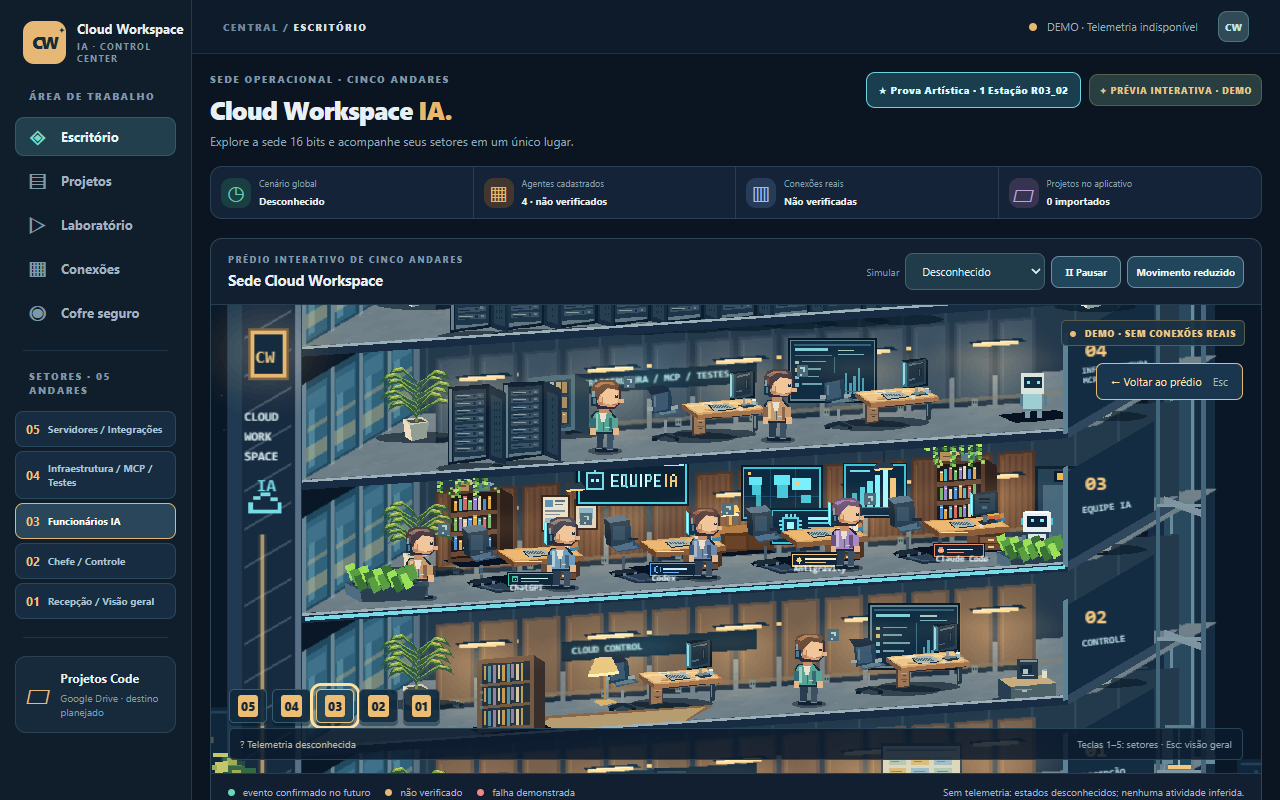 CW
Cloud Workspace
IA · CONTROL
CENTER
ÁREA DE TRABALHO
Escritório
Projetos
Laboratório
Conexões
Cofre seguro
SETORES · 05
ANDARES
05 Servidores / Integrações
04 Infraestrutura / MCP /
Testes
03 Funcionários IA
02 Chefe / Controle
01 Recepção / Visão geral
Projetos Code
Google Drive · destino
planejado
CENTRAL / ESCRITÓRIO
DEMO · Telemetria indisponível
CW
SEDE OPERACIONAL · CINCO ANDARES
Cloud Workspace IA.
Explore a sede 16 bits e acompanhe seus setores em um único lugar.
★ Prova Artística · 1 Estação R03_02
✦ PRÉVIA INTERATIVA · DEMO
Cenário global
Desconhecido
Agentes cadastrados
4 · não verificados
Conexões reais
Não verificadas
Projetos no aplicativo
0 importados
PRÉDIO INTERATIVO DE CINCO ANDARES
Sede Cloud Workspace
Simular
Desconhecido
II Pausar
Movimento reduzido
DEMO · SEM CONEXÕES REAIS
← Voltar ao prédio Esc
CW
CLOUD
WORK
SPACE
IA
/ MCP / TESTES
04
EQUIPE IA
03
EQUIPE IA
ChatGPT
Codex
Antigravity
Claude Code
CLOUD CONTROL
02
CONTROLE
05
04
03
02
01
? Telemetria desconhecida
Teclas 1–5: setores · Esc: visão geral
evento confirmado no futuro
não verificado
falha demonstrada
Sem telemetria: estados desconhecidos; nenhuma atividade inferida.